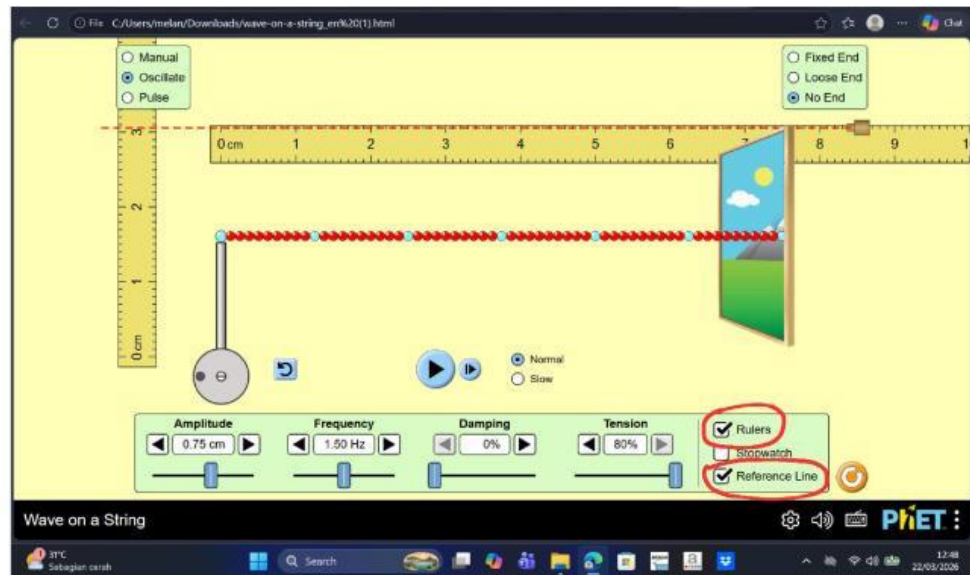 File C:/Users/melan/Downloads/wave-on-a-string_en%20(1).html
Chat
Manual
Oscillate
Pulse
Fixed End
Loose End
No End
0 cm 1 2 3 4 5 6 7 8 9 1
3
2
1
0 cm
Normal
Slow
Amplitude Frequency Damping Tension
0.75 cm 1.50 Hz 0% 80%
Rulers
Stopwatch
Reference Line
Wave on a String
PhET
31°C
Sebagian cerah
Search
12:48
22/03/2026